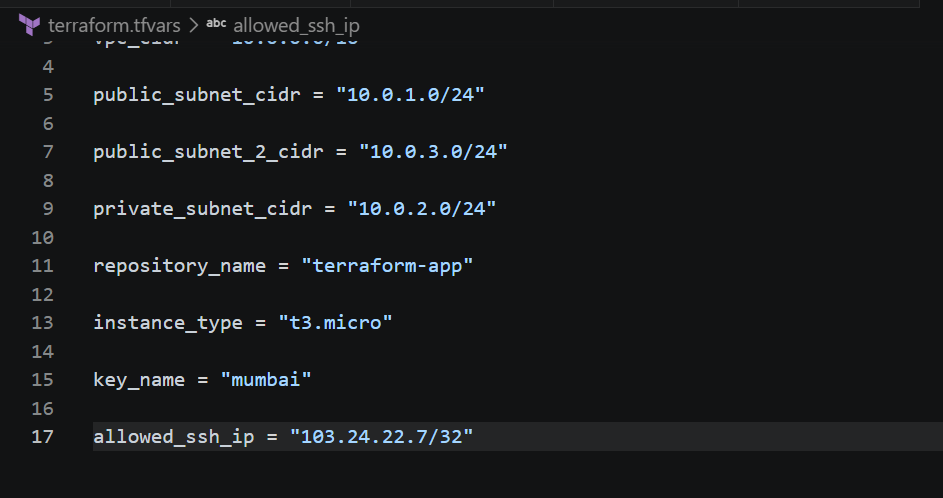 terraform.tfvars > abc allowed_ssh_ip
4
5 public_subnet_cidr = "10.0.1.0/24"
6
7 public_subnet_2_cidr = "10.0.3.0/24"
8
9 private_subnet_cidr = "10.0.2.0/24"
10
11 repository_name = "terraform-app"
12
13 instance_type = "t3.micro"
14
15 key_name = "mumbai"
16
17 allowed_ssh_ip = "103.24.22.7/32"